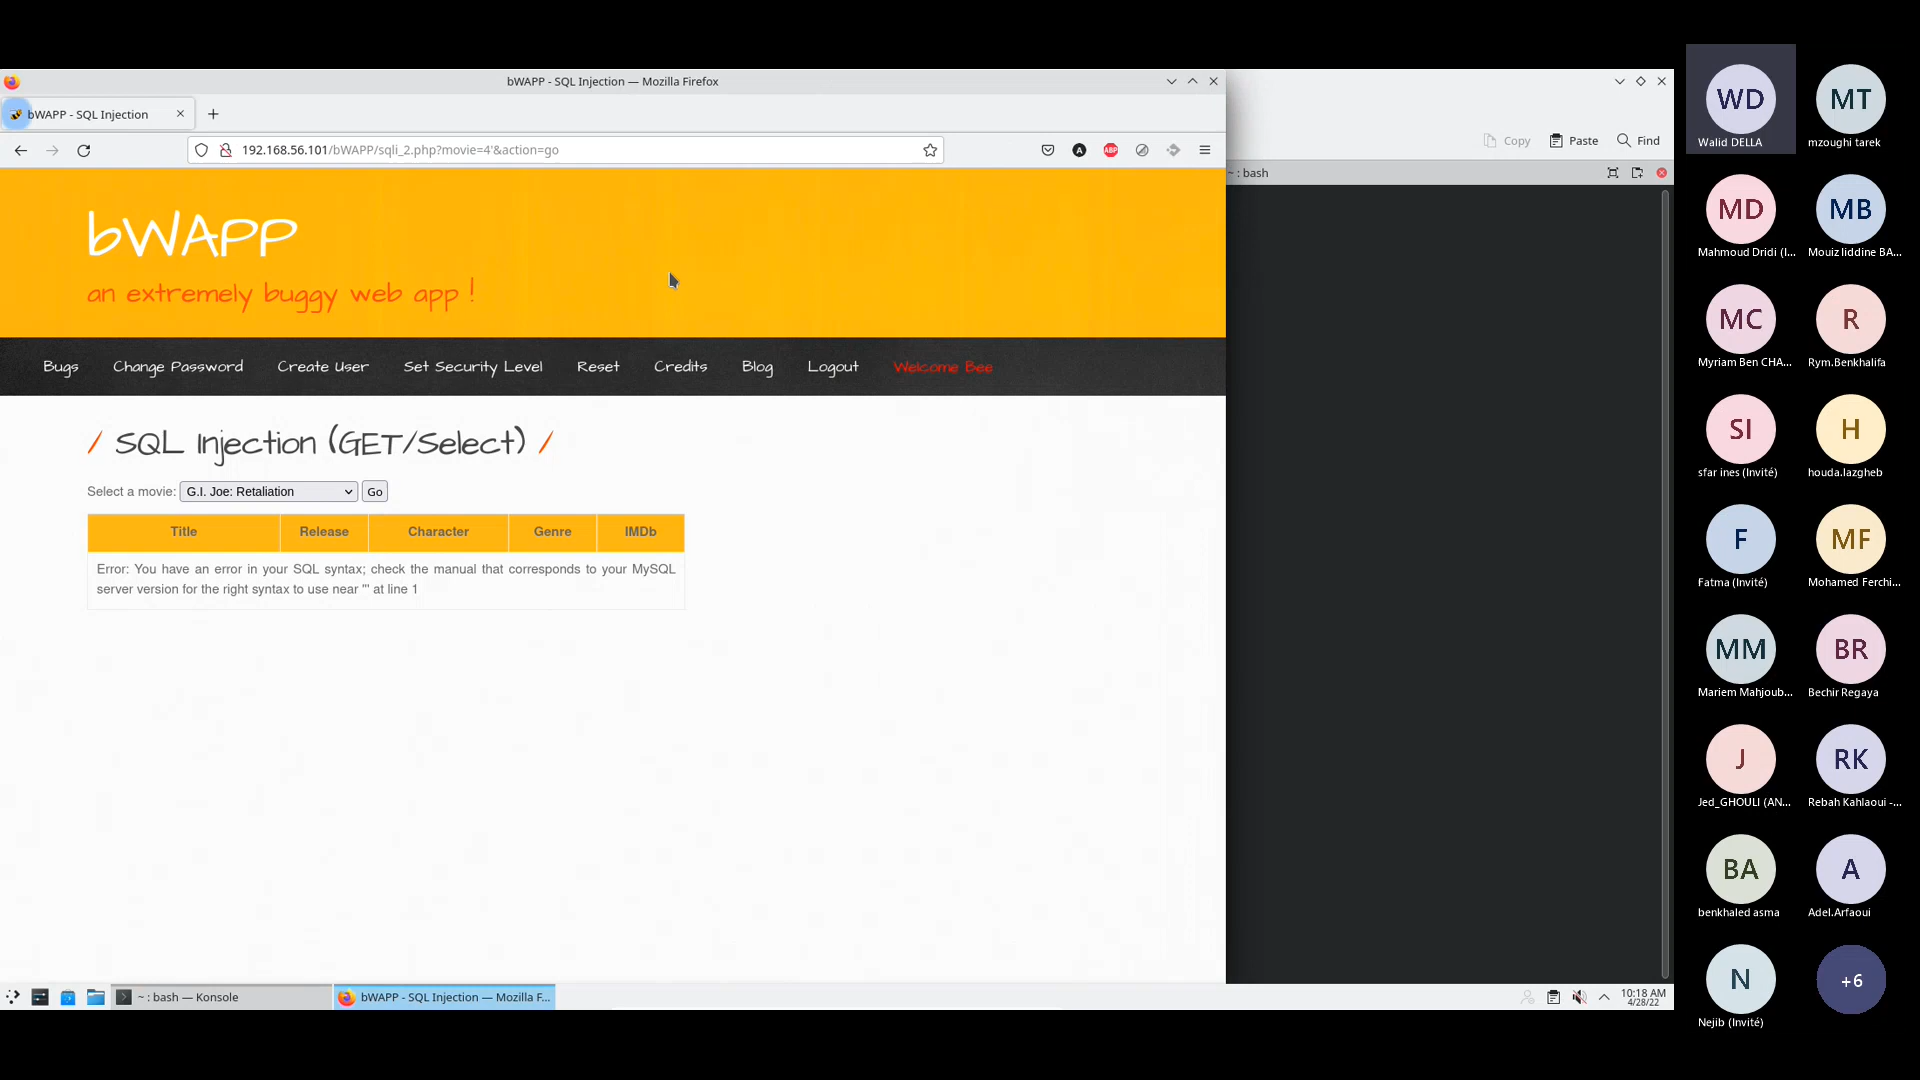 bWAPP - SQL Injection — Mozilla Firefox
bWAPP - SQL Injection
192.168.56.101/bWAPP/sqli_2.php?movie=4'&action=go
A
ABP
Copy
Paste
Find
~ : bash
bWAPP
an extremely buggy web app !
Bugs
Change Password
Create User
Set Security Level
Reset
Credits
Blog
Logout
Welcome Bee
/ SQL Injection (GET/Select) /
Select a movie:
G.I. Joe: Retaliation
Go
Title
Release
Character
Genre
IMDb
Error: You have an error in your SQL syntax; check the manual that corresponds to your MySQL
server version for the right syntax to use near ''' at line 1
~ : bash — Konsole
bWAPP - SQL Injection — Mozilla F...
10:18 AM
4/28/22
WD
Walid DELLA
MT
mzoughi tarek
MD
Mahmoud Dridi (I...
MB
Mouiz Iiddine BA...
MC
Myriam Ben CHA...
R
Rym.Benkhalifa
SI
sfar ines (Invité)
H
houda.lazgheb
F
Fatma (Invité)
MF
Mohamed Ferchi...
MM
Mariem Mahjoub...
BR
Bechir Regaya
J
Jed_GHOULI (AN...
RK
Rebah Kahlaoui -...
BA
benkhaled asma
A
Adel.Arfaoui
N
Nejib (Invité)
+6